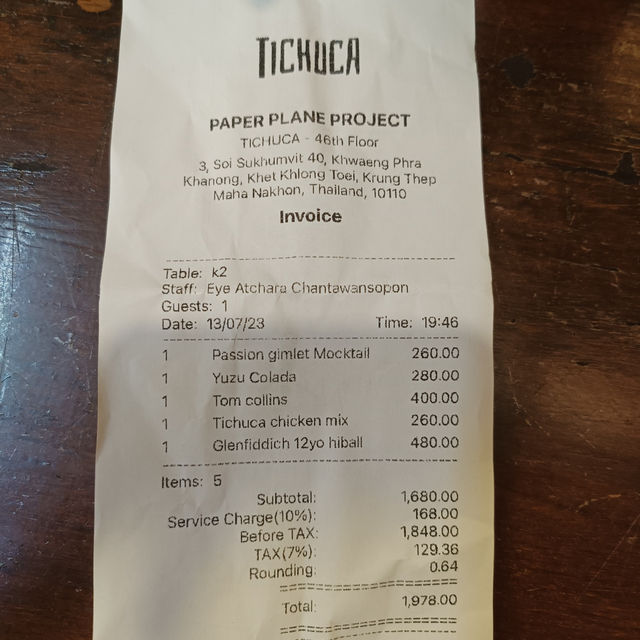 TICHUCA
PAPER PLANE PROJECT
TICHUCA - 46th Floor
3, Soi Sukhumvit 40, Khwaeng Phra
Khanong, Khet Khlong Toei, Krung Thep
Maha Nakhon, Thailand, 10110
Invoice
Table: k2
Staff: Eye Atchara Chantawansopon
Guests: 1
Date: 13/07/23 Time: 19:46
1 Passion gimlet Mocktail 260.00
1 Yuzu Colada 280.00
1 Tom collins 400.00
1 Tichuca chicken mix 260.00
1 Glenfiddich 12yo hiball 480.00
Items: 5
Subtotal: 1,680.00
Service Charge(10%): 168.00
Before TAX: 1,848.00
TAX(7%): 129.36
Rounding: 0.64
Total: 1,978.00